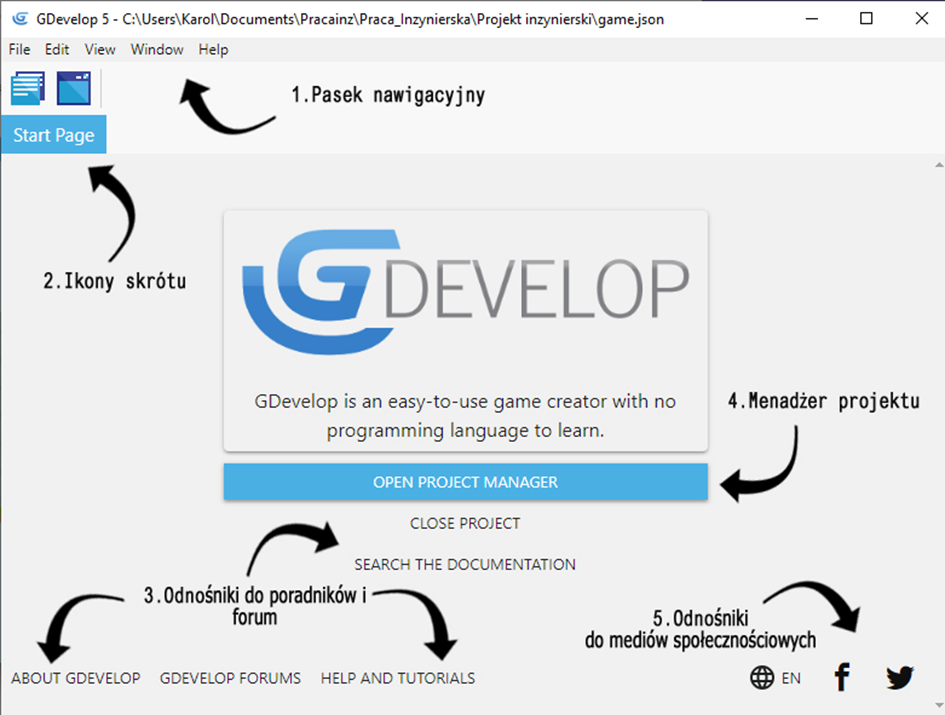 GDevelop 5 - C:\Users\Karol\Documents\Pracainz\Praca_Inzynierska\Projekt inzynierski\game.json
File Edit View Window Help
1.Pasek nawigacyjny
Start Page
2.Ikony skrótu
GDEVELOP
GDevelop is an easy-to-use game creator with no
programming language to learn.
4.Menadżer projektu
OPEN PROJECT MANAGER
CLOSE PROJECT
SEARCH THE DOCUMENTATION
3.Odnośniki do poradników i
forum
5.Odnośniki
do mediów społecznościowych
ABOUT GDEVELOP GDEVELOP FORUMS HELP AND TUTORIALS EN